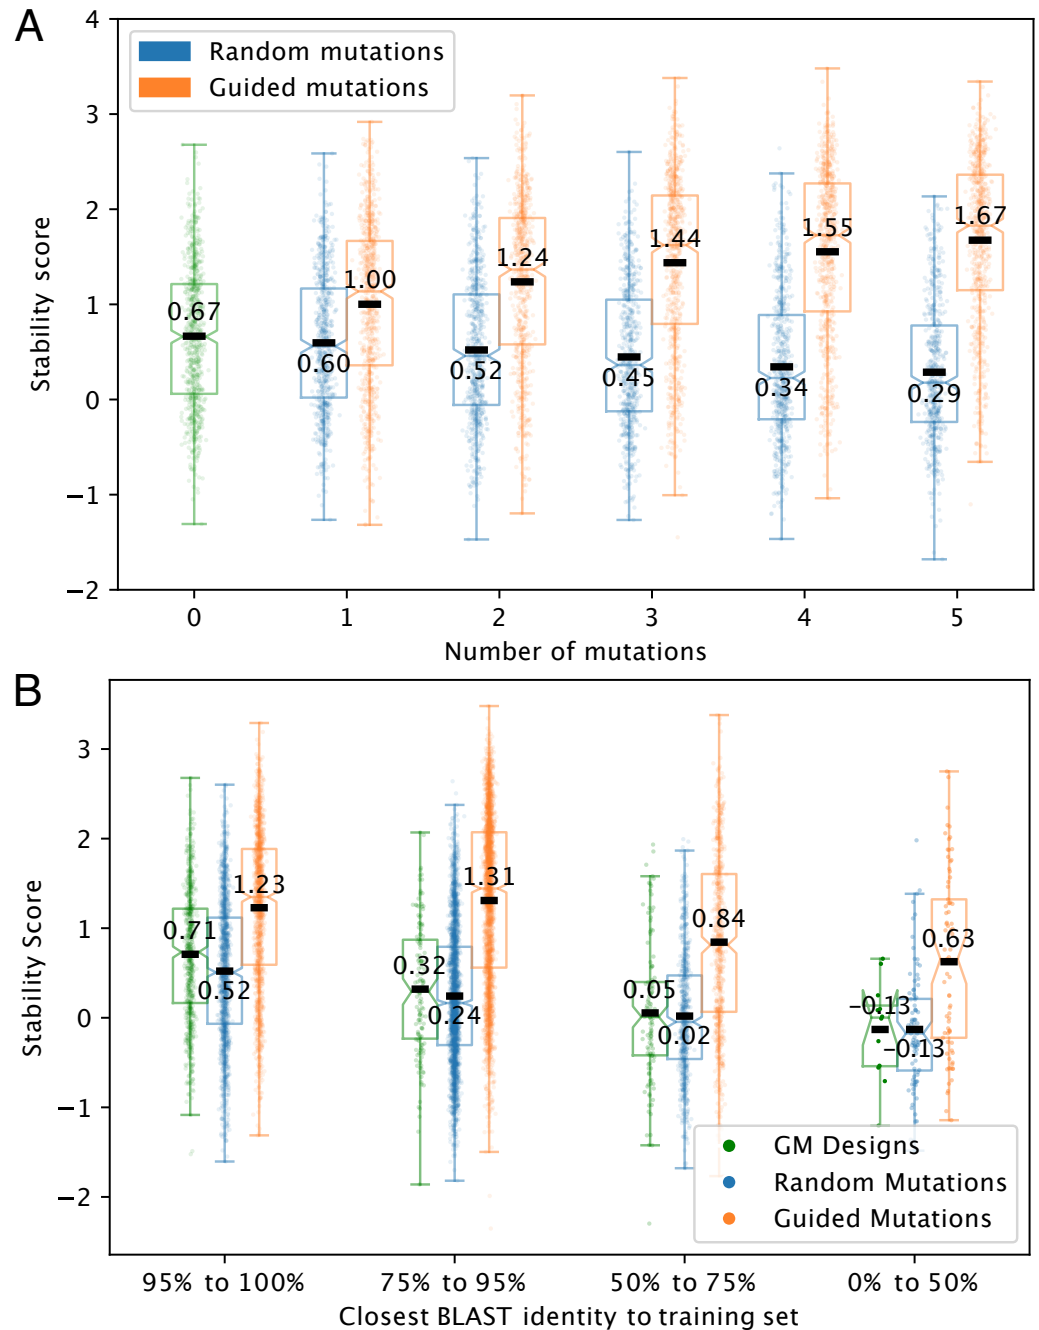 A
4
3
2
1
0
−1
−2
Stability score
Random mutations
Guided mutations
0.67
0.60
1.00
0.52
1.24
0.45
1.44
0.34
1.55
0.29
1.67
0 1 2 3 4 5
Number of mutations
B
3
2
1
0
−1
−2
Stability Score
0.71
0.52
1.23
0.32
0.24
1.31
0.05
0.02
0.84
−0.13
−0.13
0.63
GM Designs
Random Mutations
Guided Mutations
95% to 100% 75% to 95% 50% to 75% 0% to 50%
Closest BLAST identity to training set